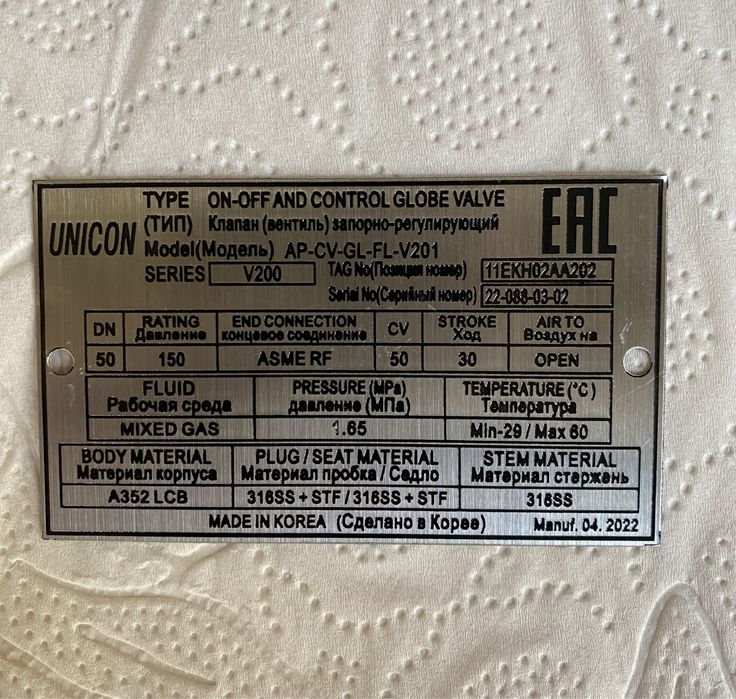 TYPE ON-OFF AND CONTROL GLOBE VALVE
UNICON
(ТИП) Клапан (вентиль) запорно-регулирующий
EAC
Model(Модель) AP-CV-GL-FL-V201
SERIES V200
TAG No(Позиция номер) 11EKH02AA202
Serial No(Серийный номер) 22-088-03-02
DN RATING END CONNECTION CV STROKE AIR TO
Давление концевое соединение Ход Воздух на
50 150 ASME RF 50 30 OPEN
FLUID PRESSURE (MPa) TEMPERATURE (°C)
Рабочая среда давление (МПа) Температура
MIXED GAS 1.65 Min-29 / Max 60
BODY MATERIAL PLUG / SEAT MATERIAL STEM MATERIAL
Материал корпуса Материал пробка / Седло Материал стержень
A352 LCB 316SS + STF / 316SS + STF 316SS
MADE IN KOREA (Сделано в Корее) Manuf. 04. 2022